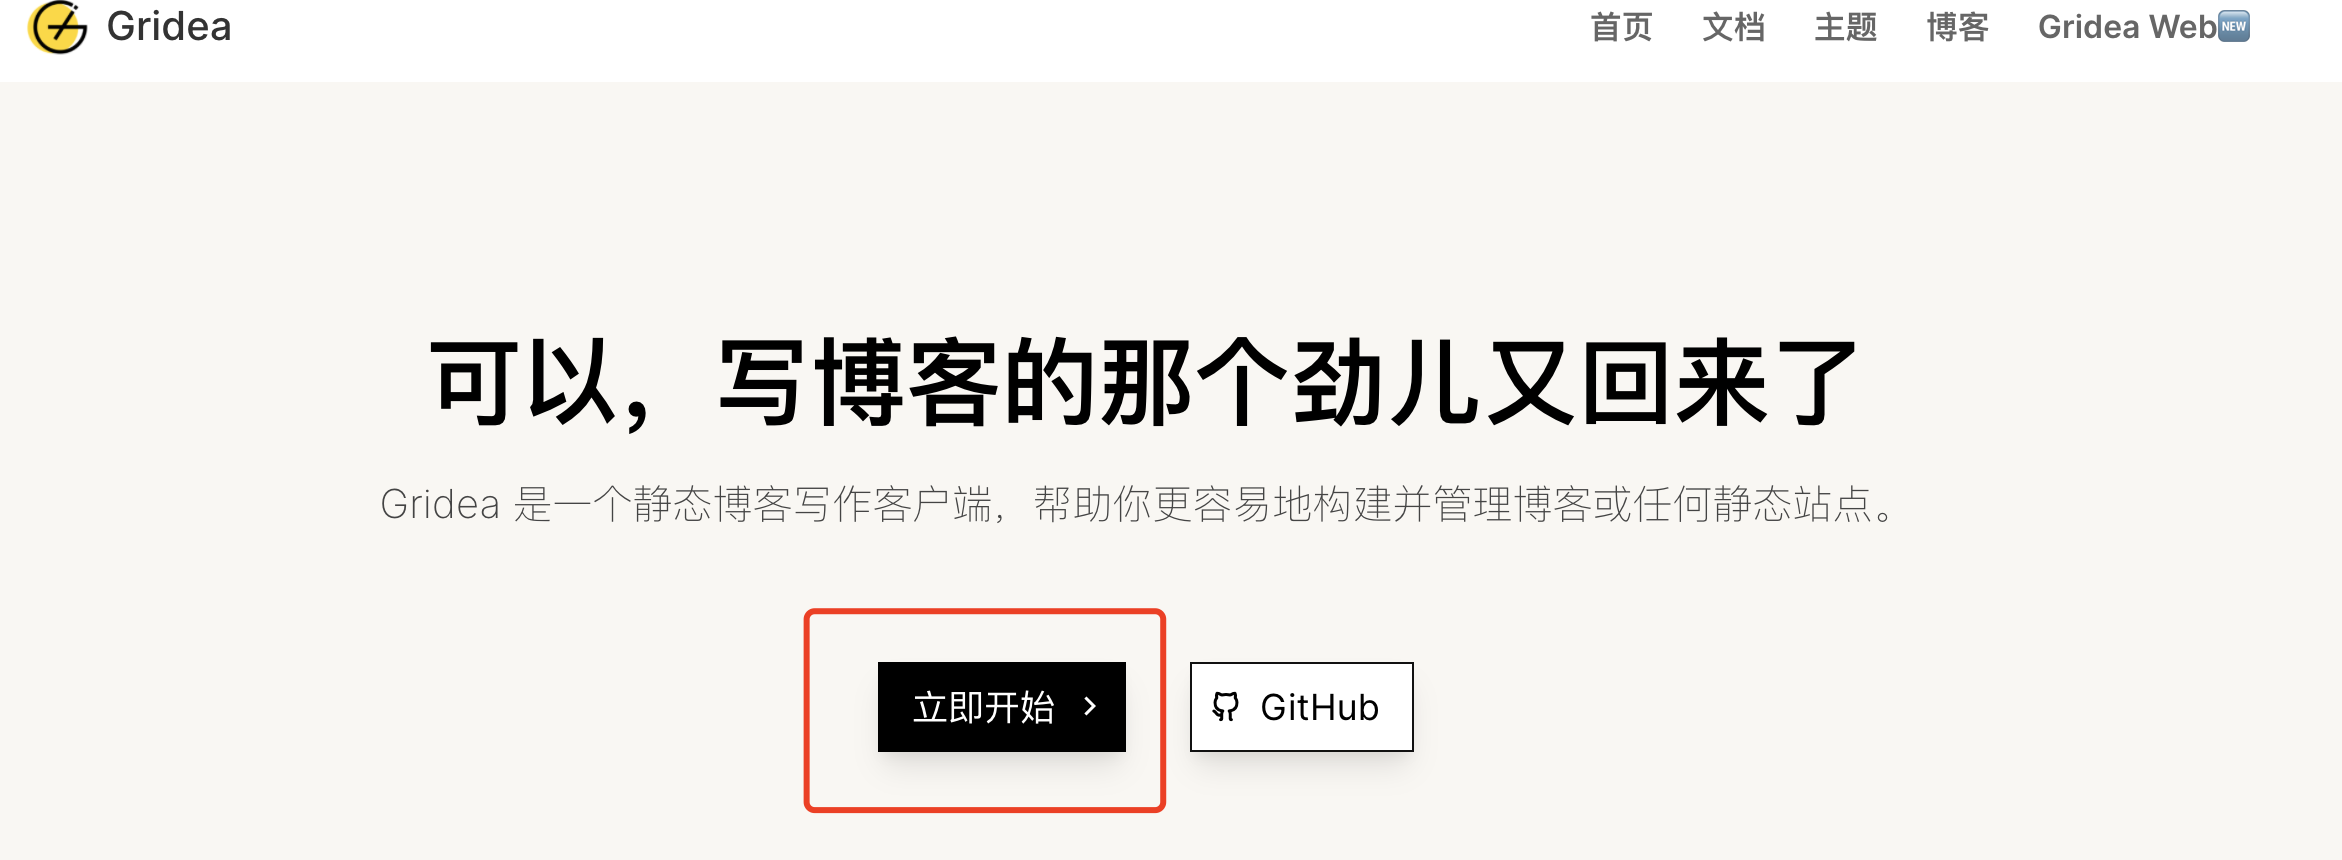 Gridea
首页 文档 主题 博客 Gridea Web NEW
可以，写博客的那个劲儿又回来了
Gridea 是一个静态博客写作客户端，帮助你更容易地构建并管理博客或任何静态站点。
立即开始
GitHub